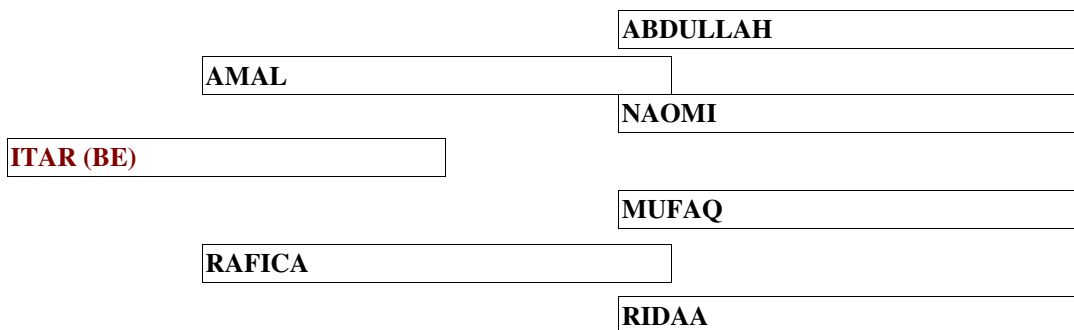 ABDULLAH
AMAL
NAOMI
ITAR (BE)
MUFAQ
RAFICA
RIDAA